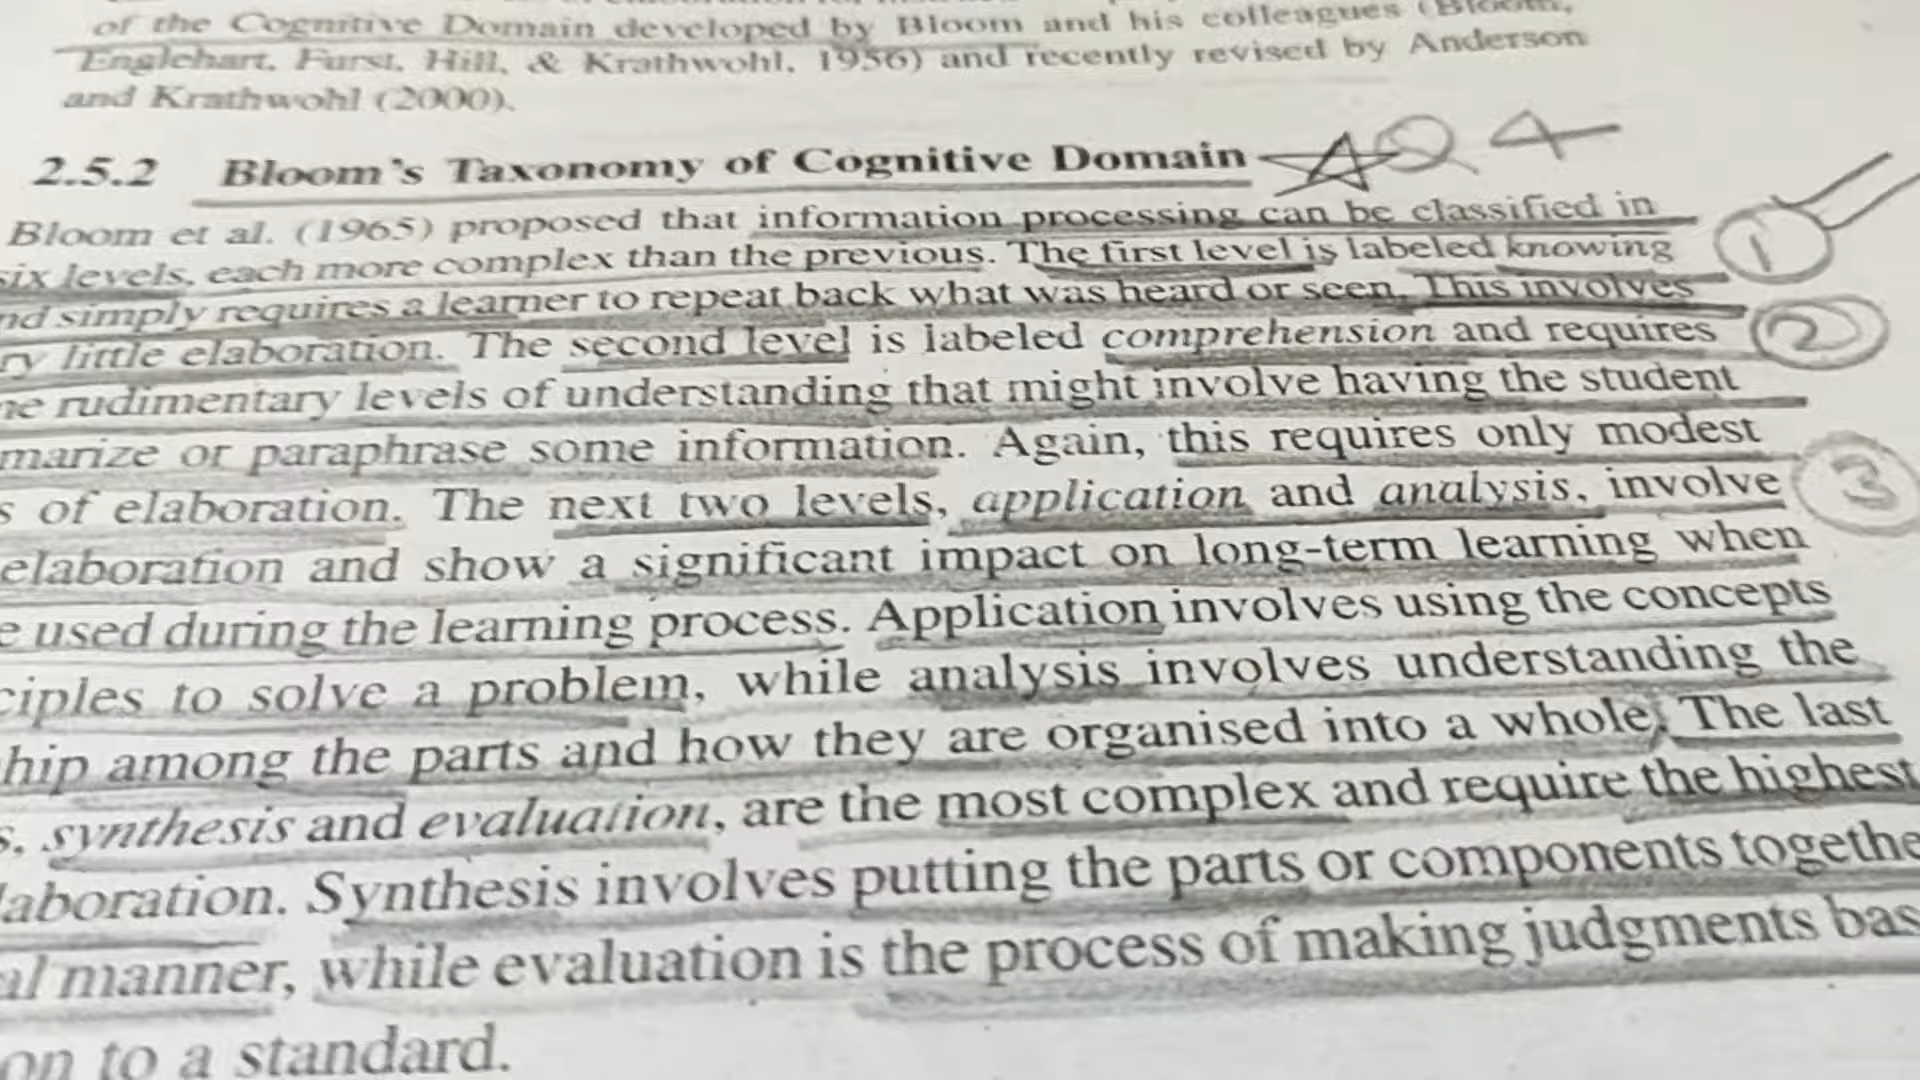 of the Cognitive Domain developed by Bloom and his colleagues (Bloom,
Englehart, Furst, Hill, & Krathwohl, 1956) and recently revised by Anderson
and Krathwohl (2000).
2.5.2 Bloom's Taxonomy of Cognitive Domain Q 4
Bloom et al. (1965) proposed that information processing can be classified in
six levels, each more complex than the previous. The first level is labeled knowing 1
nd simply requires a learner to repeat back what was heard or seen. This involves
ry little elaboration. The second level is labeled comprehension and requires 2
ne rudimentary levels of understanding that might involve having the student
marize or paraphrase some information. Again, this requires only modest
s of elaboration. The next two levels, application and analysis, involve 3
elaboration and show a significant impact on long-term learning when
e used during the learning process. Application involves using the concepts
ciples to solve a problem, while analysis involves understanding the
hip among the parts and how they are organised into a whole. The last
s, synthesis and evaluation, are the most complex and require the highest
laboration. Synthesis involves putting the parts or components togethe
al manner, while evaluation is the process of making judgments bas
on to a standard.